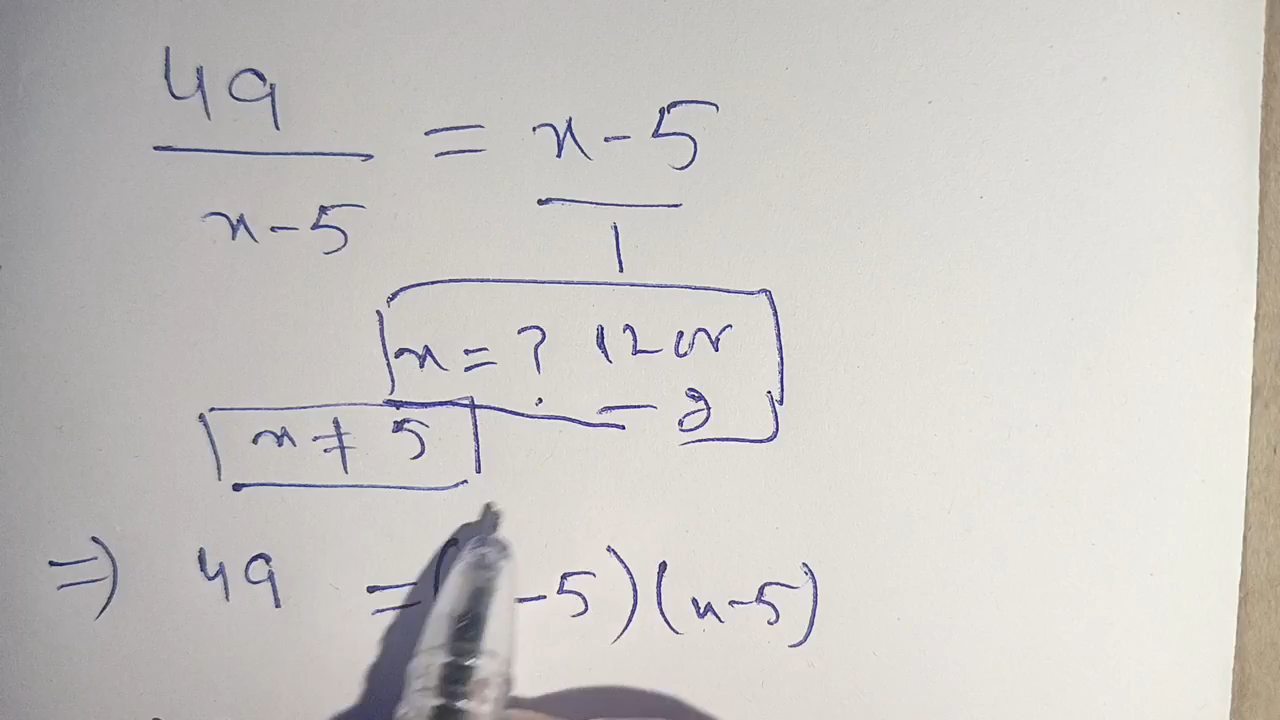 49
x-5
= x-5
1
x = ? 12 or
- 2
x ≠ 5
=> 49 = ( -5)(x-5)